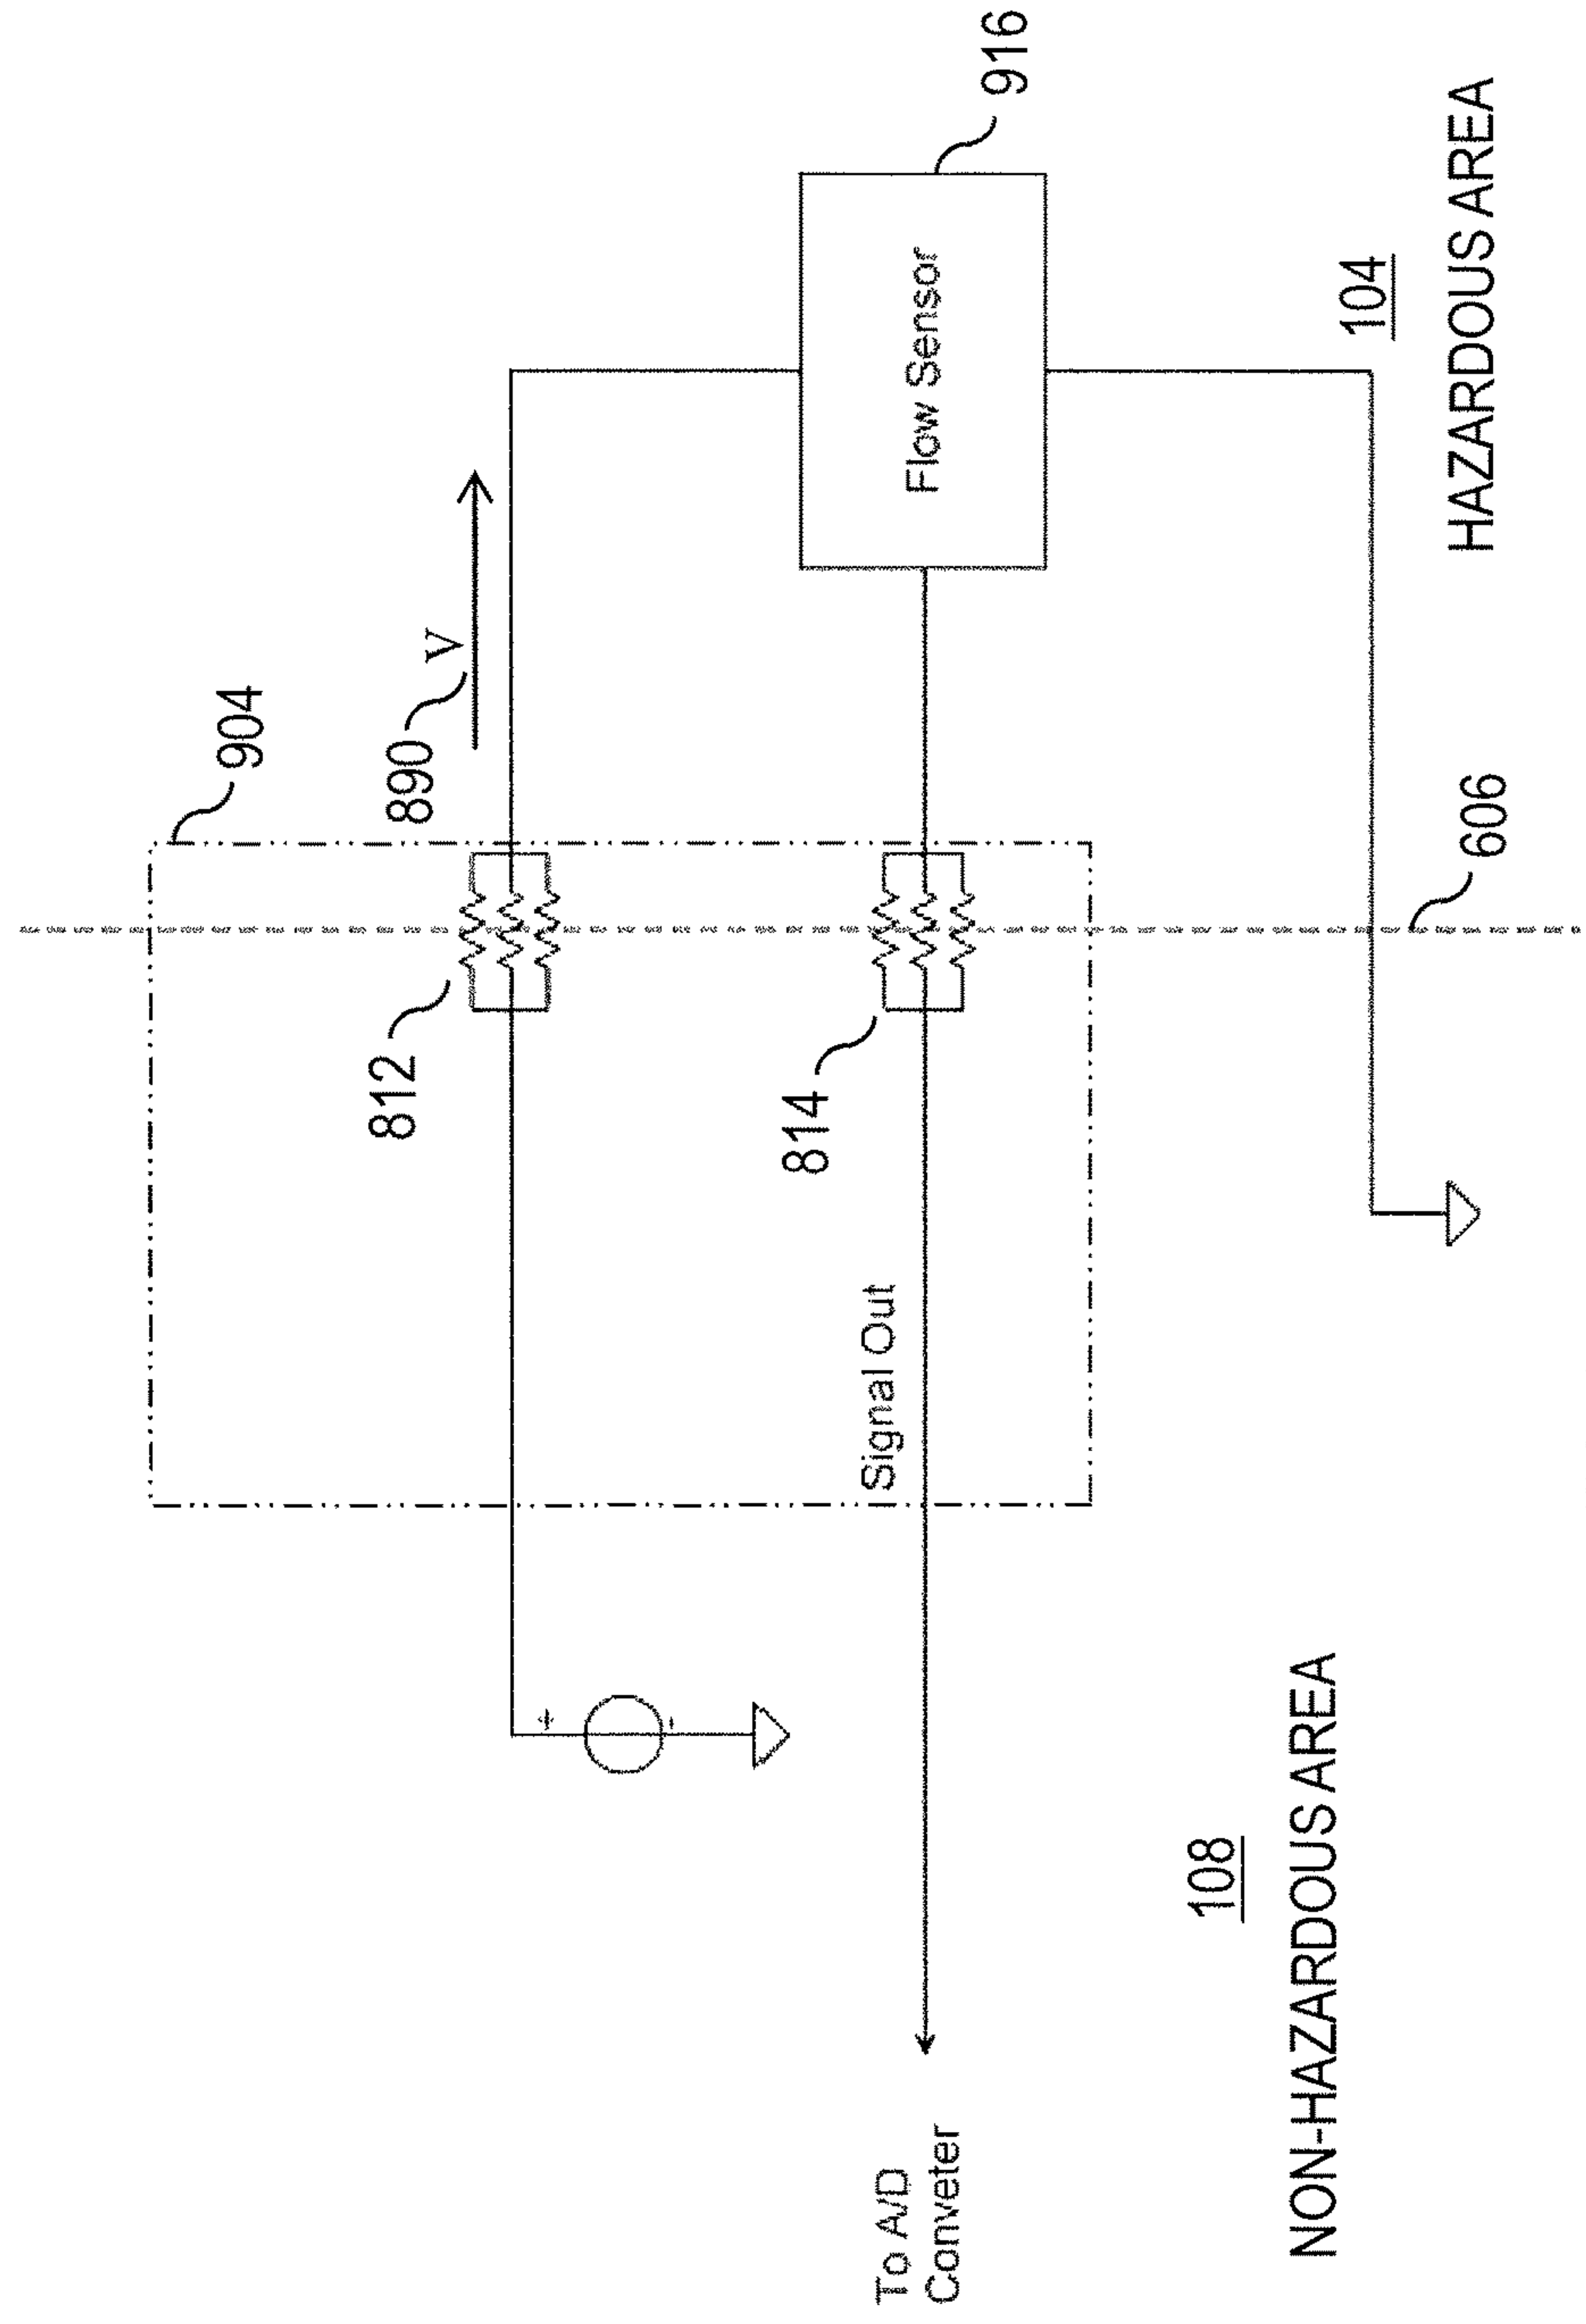 904
890
V
812
814
Signal Out
Flow Sensor
916
To A/D
Conveter
606
108
NON-HAZARDOUS AREA
104
HAZARDOUS AREA
+
-